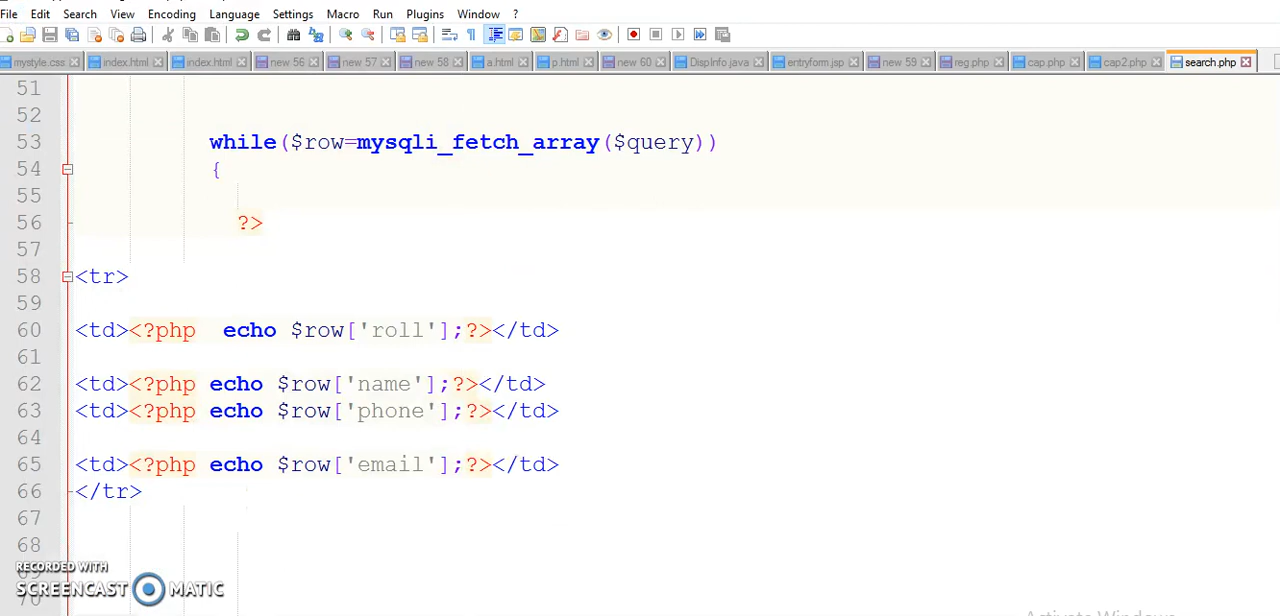 File Edit Search View Encoding Language Settings Macro Run Plugins Window ?
mystyle.css index.html index.html new 56 new 57 new 58 a.html p.html new 60 DispInfo.java entryform.jsp new 59 reg.php cap.php cap2.php search.php
51
52
53 while($row=mysqli_fetch_array($query))
54 {
55
56 ?>
57
58 <tr>
59
60 <td><?php  echo $row['roll'];?></td>
61
62 <td><?php echo $row['name'];?></td>
63 <td><?php echo $row['phone'];?></td>
64
65 <td><?php echo $row['email'];?></td>
66 </tr>
67
68
RECORDED WITH
SCREENCAST MATIC
Activate Windows